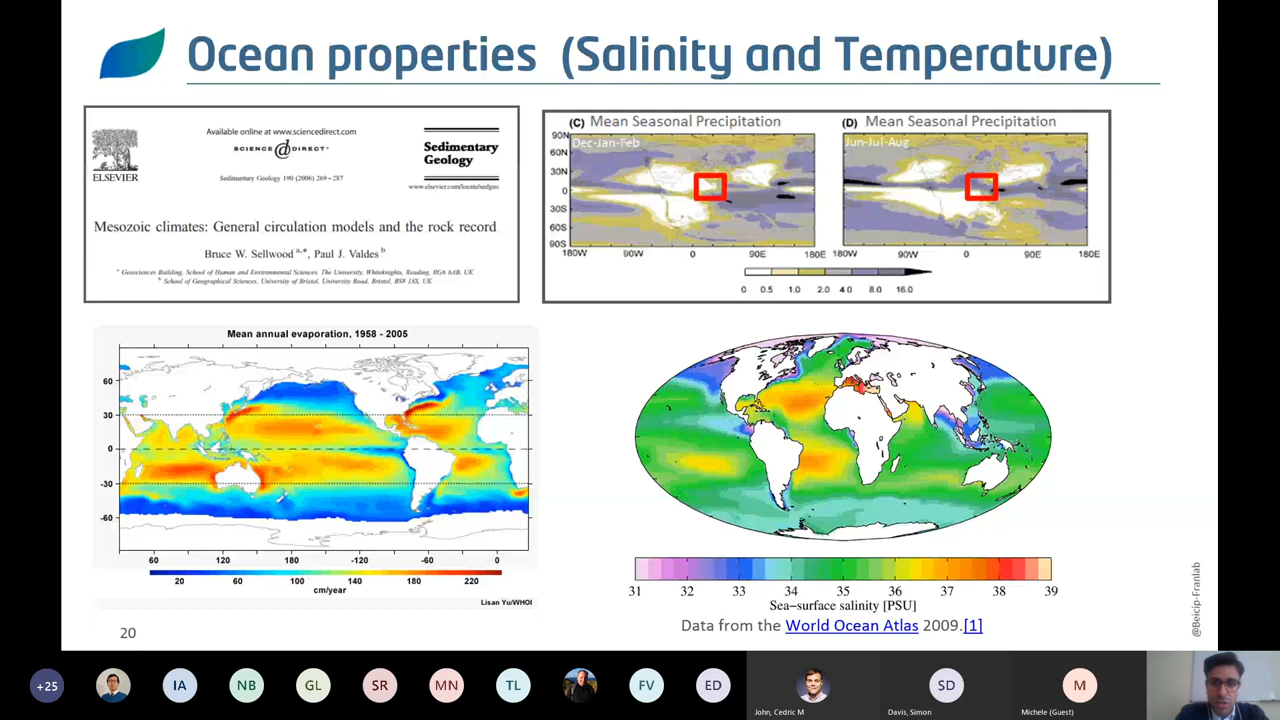 Ocean properties (Salinity and Temperature)
ELSEVIER
Available online at www.sciencedirect.com
SCIENCE @ DIRECT®
Sedimentary Geology 190 (2006) 269–287
Sedimentary
Geology
www.elsevier.com/locate/sedgeo
Mesozoic climates: General circulation models and the rock record
Bruce W. Sellwood a,*, Paul J. Valdes b
a Geosciences Building, School of Human and Environmental Sciences, The University, Whiteknights, Reading, RG6 6AB, UK
b School of Geographical Sciences, University of Bristol, University Road, Bristol, BS8 1SS, UK
(C) Mean Seasonal Precipitation
Dec-Jan-Feb
90N
60N
30N
0
30S
60S
90S
180W 90W 0 90E 180E
(D) Mean Seasonal Precipitation
Jun-Jul-Aug
180W 90W 0 90E 180E
0 0.5 1.0 2.0 4.0 8.0 16.0
Mean annual evaporation, 1958 - 2005
60
30
0
-30
-60
60 120 180 -120 -60 0
20 60 100 140 180 220
cm/year
Lisan Yu/WHOI
31 32 33 34 35 36 37 38 39
Sea−surface salinity [PSU]
Data from the World Ocean Atlas 2009.[1]
20
@Beicip-Franlab
+25
IA
NB
GL
SR
MN
TL
FV
ED
John, Cedric M
SD
Davis, Simon
M
Michele (Guest)